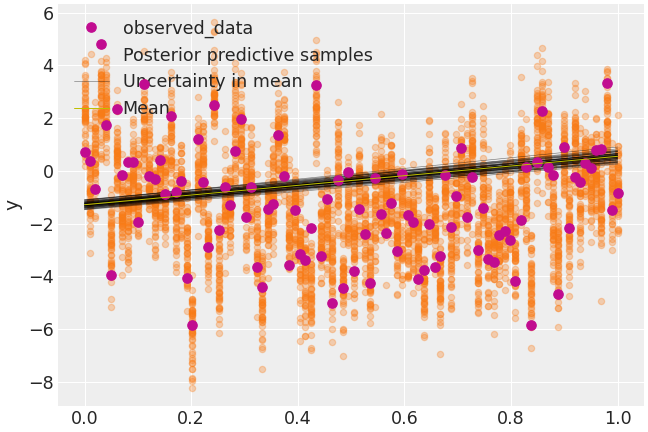 observed_data
Posterior predictive samples
Uncertainty in mean
Mean
6
4
2
0
−2
−4
−6
−8
y
0.0 0.2 0.4 0.6 0.8 1.0